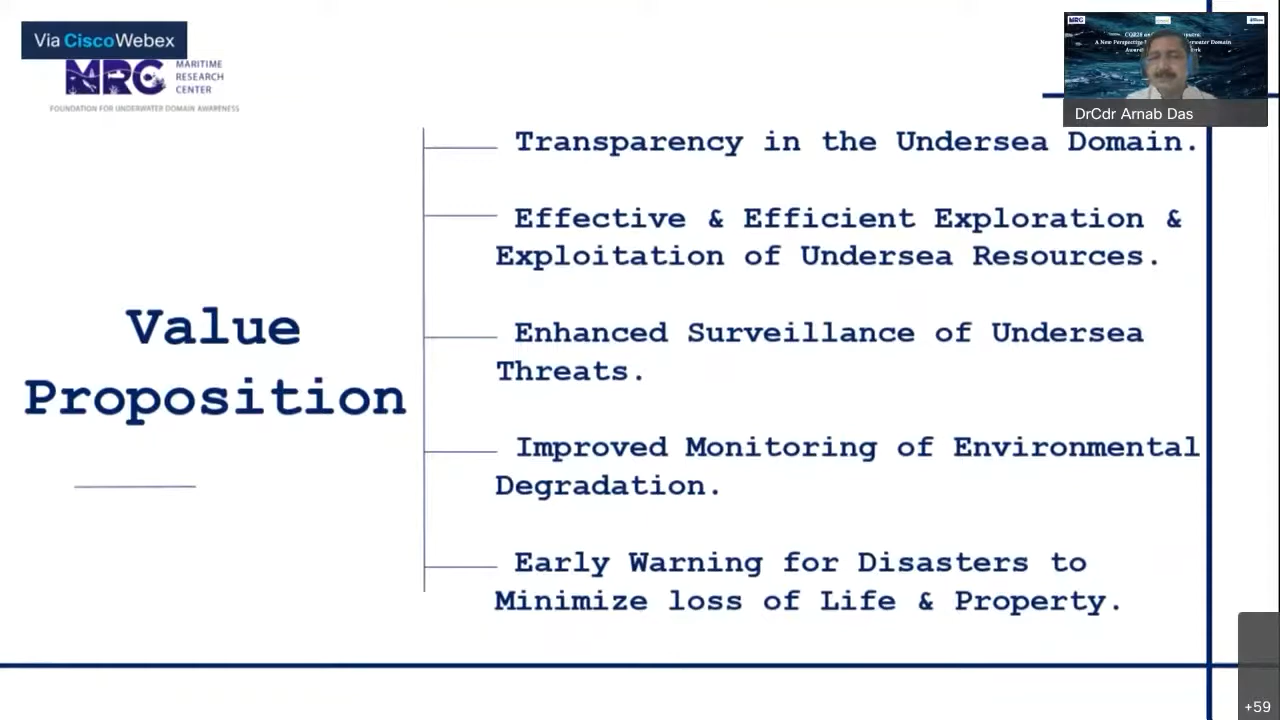 Via Cisco Webex
MRC
MARITIME
RESEARCH
CENTER
FOUNDATION FOR UNDERWATER DOMAIN AWARENESS
DrCdr Arnab Das
Value
Proposition
Transparency in the Undersea Domain.
Effective & Efficient Exploration &
Exploitation of Undersea Resources.
Enhanced Surveillance of Undersea
Threats.
Improved Monitoring of Environmental
Degradation.
Early Warning for Disasters to
Minimize loss of Life & Property.
+59